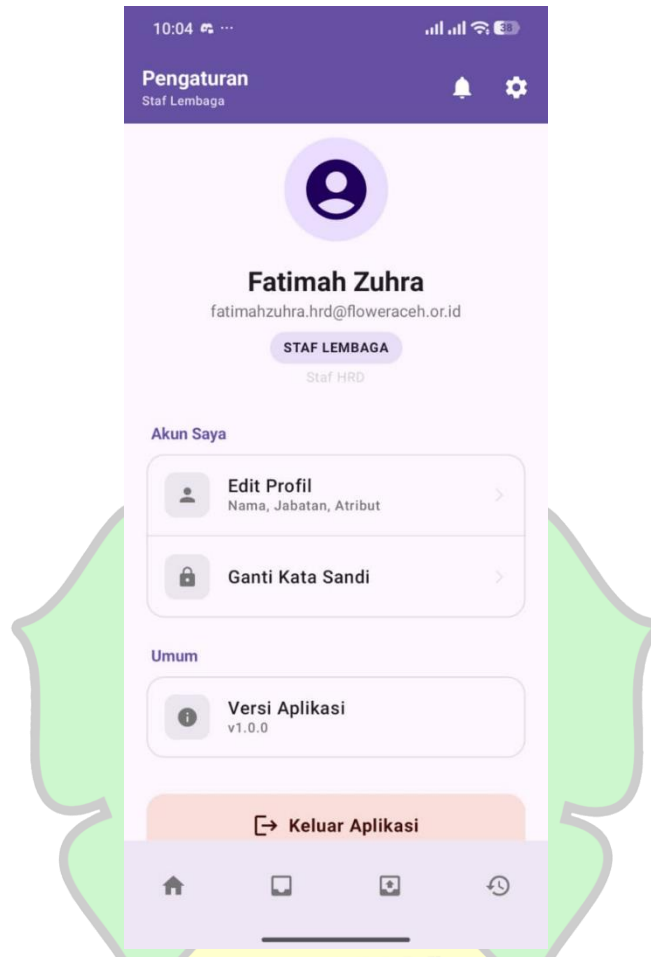 10:04 ...
38
Pengaturan
Staf Lembaga
Fatimah Zuhra
fatimahzuhra.hrd@floweraceh.or.id
STAF LEMBAGA
Staf HRD
Akun Saya
Edit Profil
Nama, Jabatan, Atribut
Ganti Kata Sandi
Umum
Versi Aplikasi
v1.0.0
Keluar Aplikasi